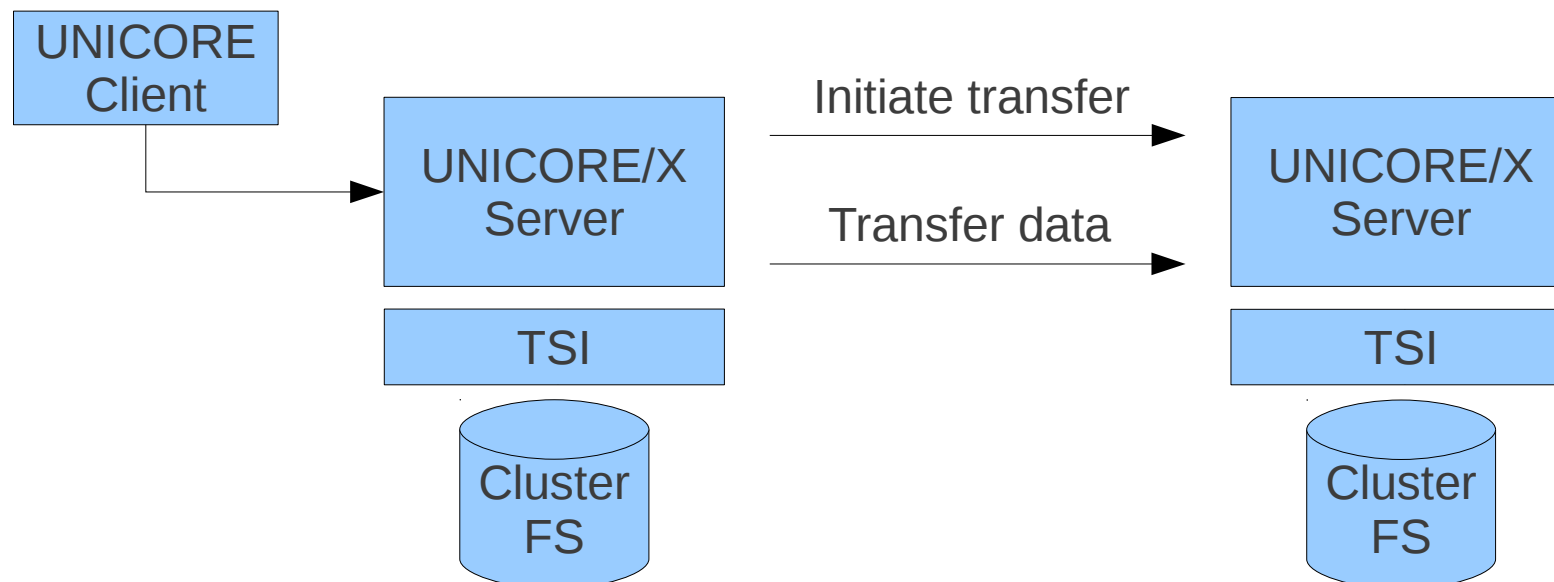 UNICORE
Client
UNICORE/X
Server
Initiate transfer
Transfer data
UNICORE/X
Server
TSI
TSI
Cluster
FS
Cluster
FS